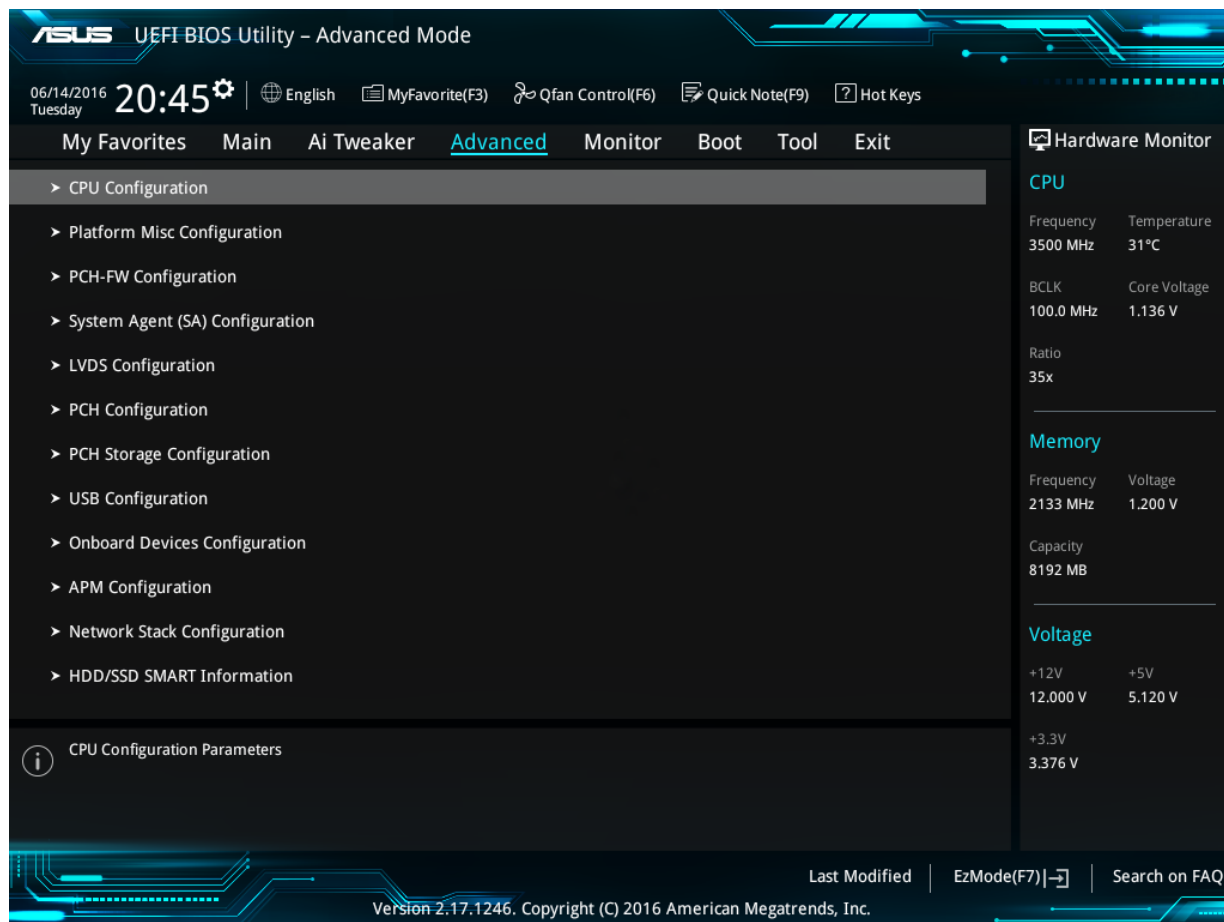 ASUS UEFI BIOS Utility – Advanced Mode
06/14/2016
Tuesday
20:45
English MyFavorite(F3) Qfan Control(F6) Quick Note(F9) ? Hot Keys
My Favorites Main Ai Tweaker Advanced Monitor Boot Tool Exit
CPU Configuration
Platform Misc Configuration
PCH-FW Configuration
System Agent (SA) Configuration
LVDS Configuration
PCH Configuration
PCH Storage Configuration
USB Configuration
Onboard Devices Configuration
APM Configuration
Network Stack Configuration
HDD/SSD SMART Information
CPU Configuration Parameters
Hardware Monitor
CPU
Frequency Temperature
3500 MHz 31°C
BCLK Core Voltage
100.0 MHz 1.136 V
Ratio
35x
Memory
Frequency Voltage
2133 MHz 1.200 V
Capacity
8192 MB
Voltage
+12V +5V
12.000 V 5.120 V
+3.3V
3.376 V
Last Modified EzMode(F7) Search on FAQ
Version 2.17.1246. Copyright (C) 2016 American Megatrends, Inc.